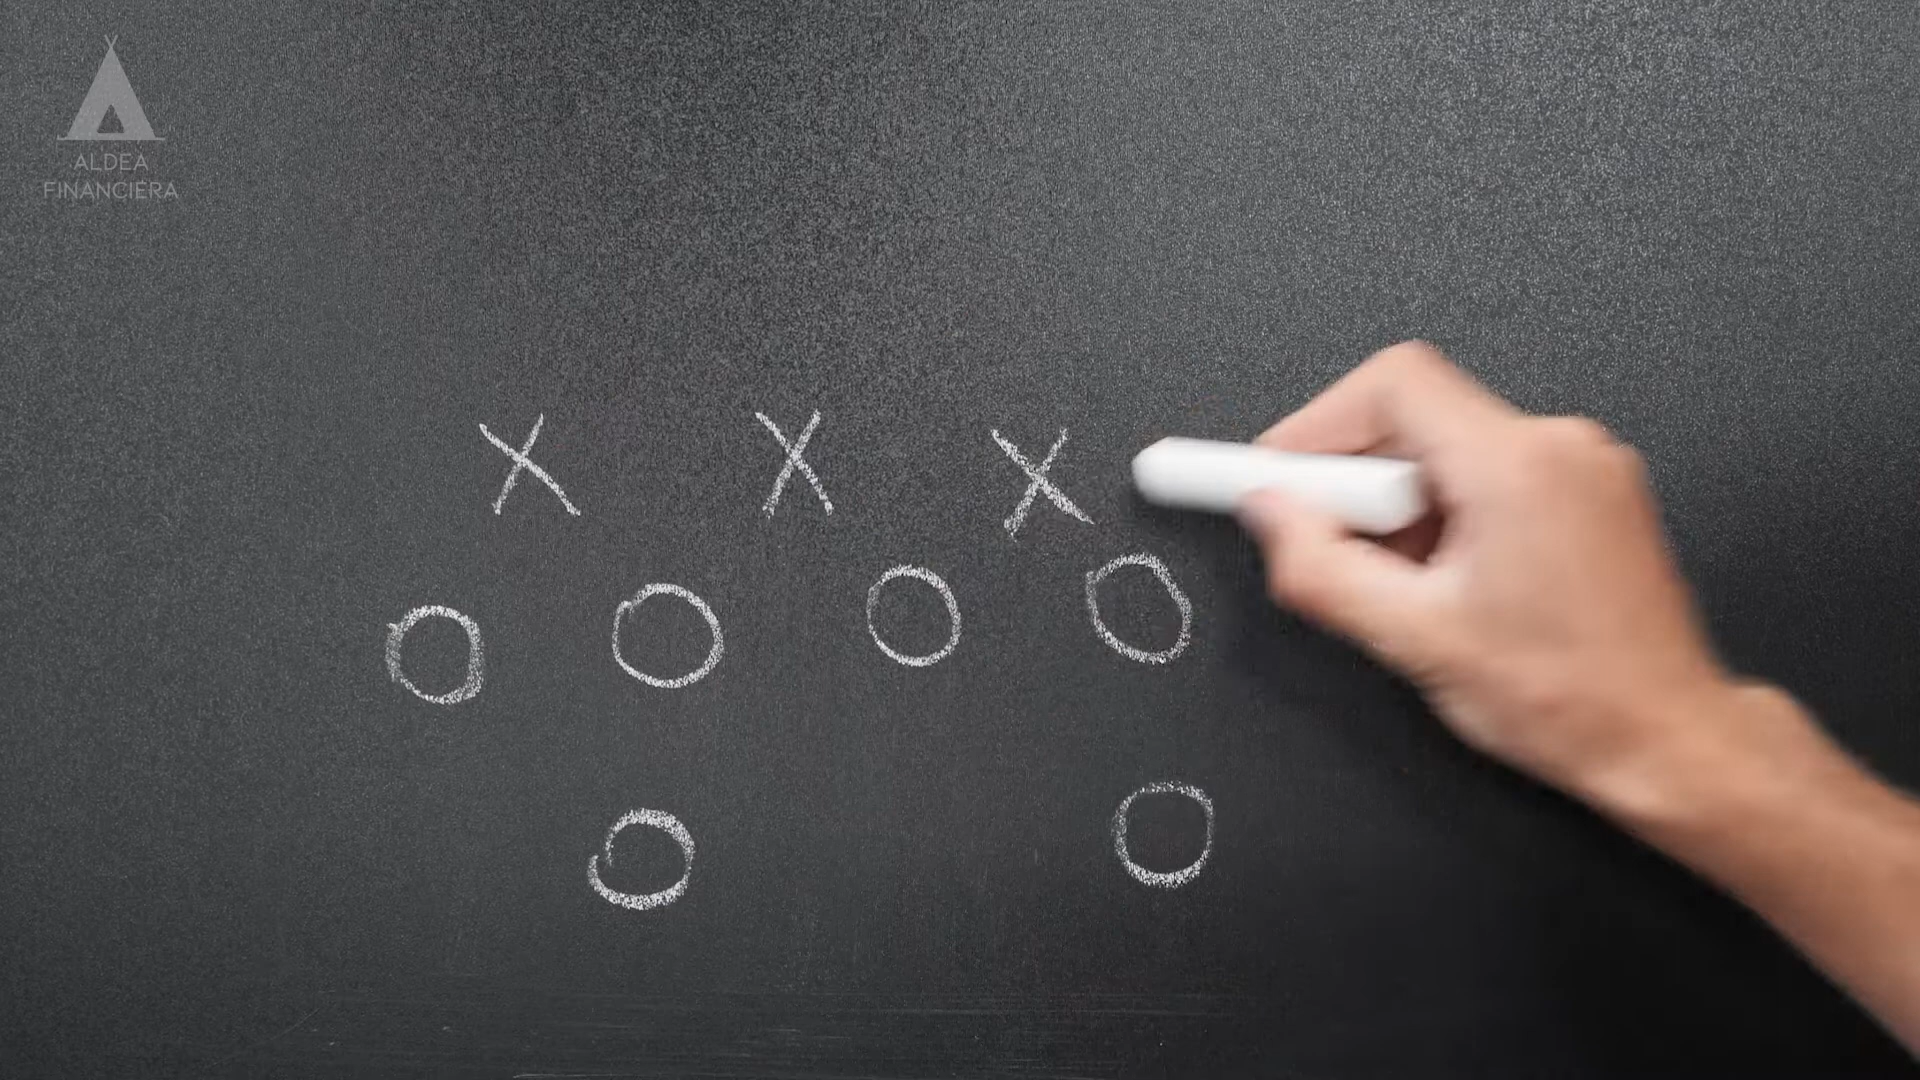 ALDEA
FINANCIERA
X X X
O O O O
O O